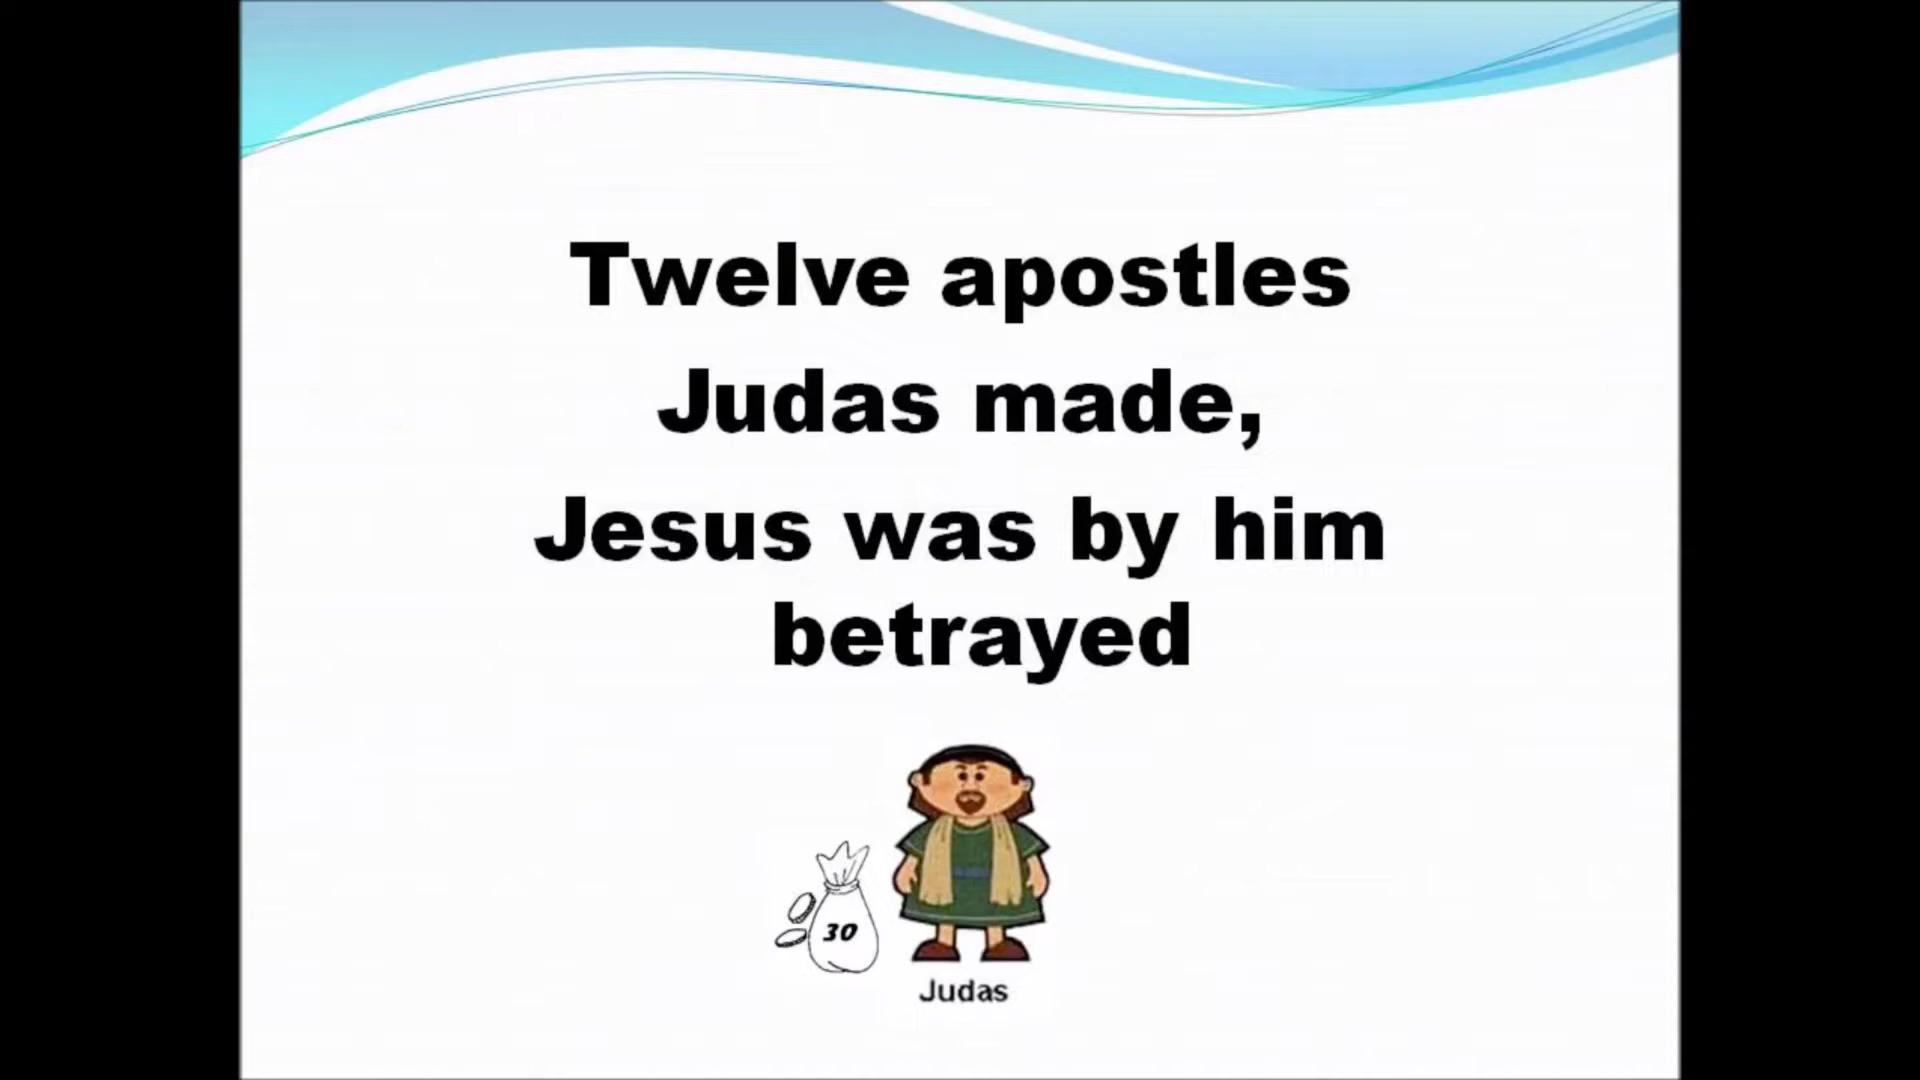 Twelve apostles
Judas made,
Jesus was by him
betrayed
30
Judas